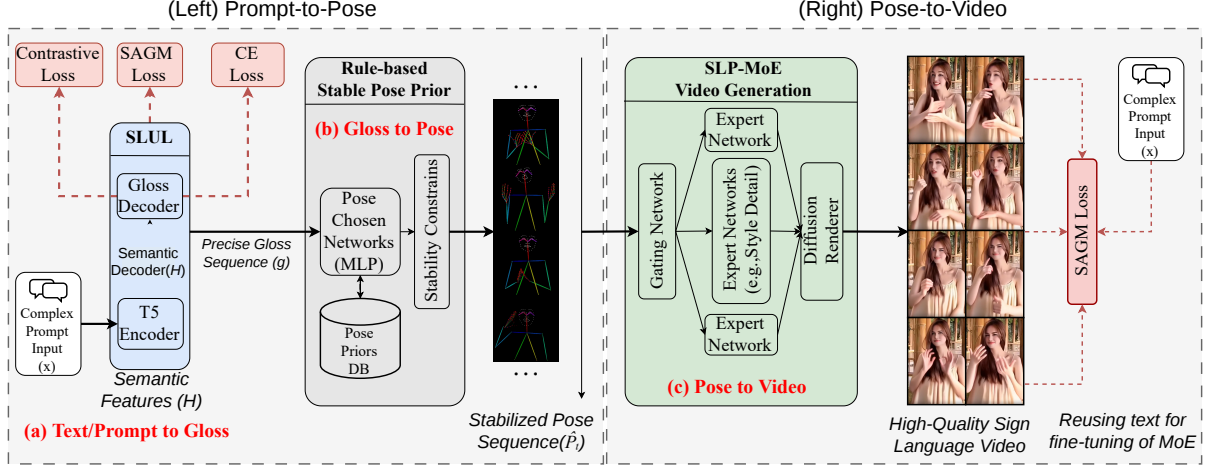 (Left) Prompt-to-Pose
(Right) Pose-to-Video
Contrastive
Loss
SAGM
Loss
CE
Loss
SLUL
Gloss
Decoder
Semantic
Decoder(H)
T5
Encoder
Complex
Prompt
Input
(x)
Semantic
Features (H)
(a) Text/Prompt to Gloss
Precise Gloss
Sequence (g)
Rule-based
Stable Pose Prior
(b) Gloss to Pose
Pose
Chosen
Networks
(MLP)
Stability Constrains
Pose
Priors
DB
...
...
Stabilized Pose
Sequence(P̂t)
SLP-MoE
Video Generation
Gating Network
Expert
Network
Expert Networks
(e.g.,Style Detail)
Expert
Network
Diffusion
Renderer
(c) Pose to Video
High-Quality Sign
Language Video
SAGM Loss
Complex
Prompt
Input
(x)
Reusing text for
fine-tuning of MoE